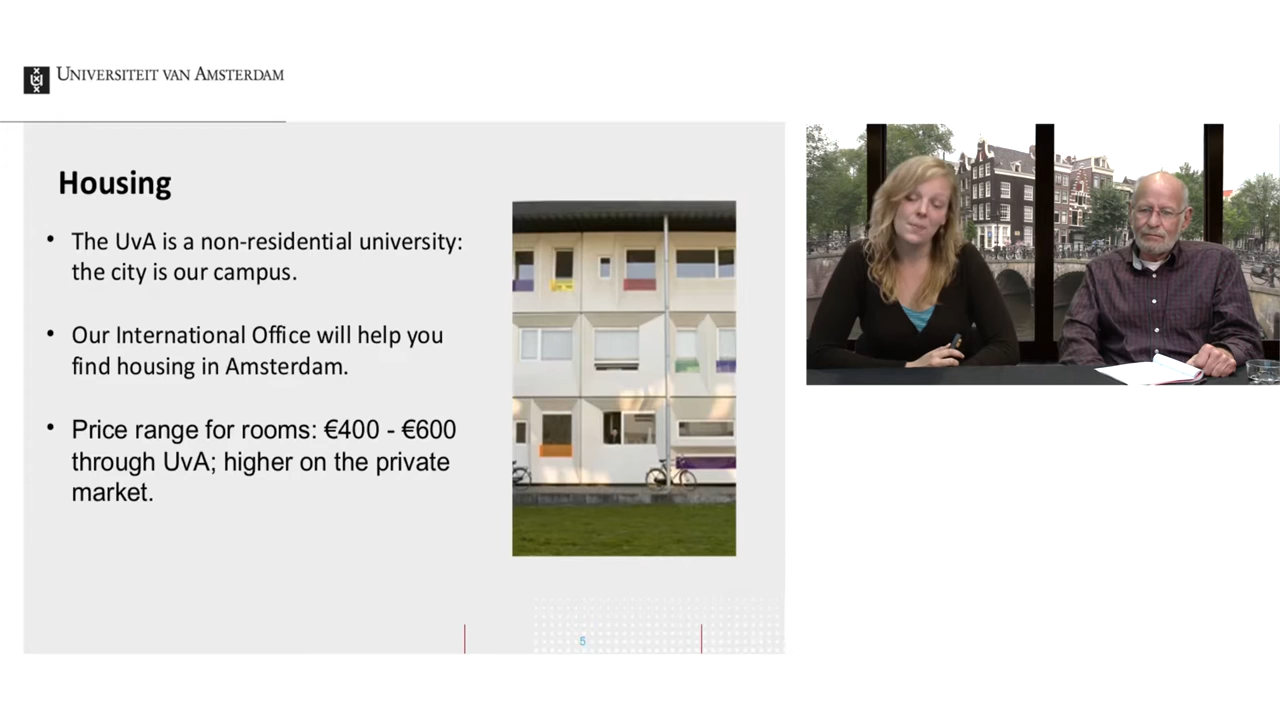 UNIVERSITEIT VAN AMSTERDAM
Housing
• The UvA is a non-residential university:
the city is our campus.
• Our International Office will help you
find housing in Amsterdam.
• Price range for rooms: €400 - €600
through UvA; higher on the private
market.
5